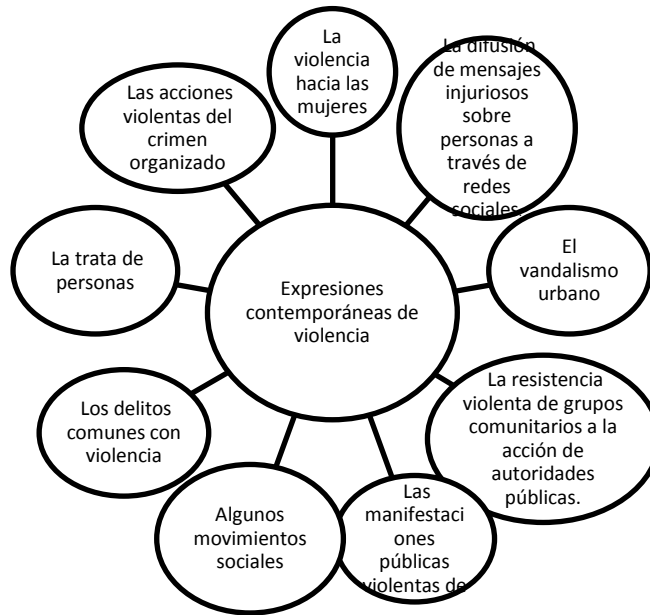 La
violencia
hacia las
mujeres
La difusión
de mensajes
injuriosos
sobre
personas a
través de
redes
sociales.
El
vandalismo
urbano
La resistencia
violenta de grupos
comunitarios a la
acción de
autoridades
públicas.
Las
manifestaci
ones
públicas
violentas de
Algunos
movimientos
sociales
Los delitos
comunes con
violencia
La trata de
personas
Las acciones
violentas del
crimen
organizado
Expresiones
contemporáneas de
violencia